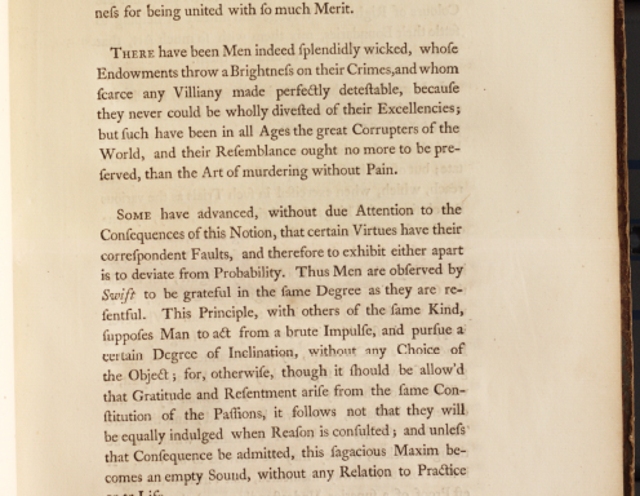 neſs for being united with ſo much Merit.
THERE have been Men indeed ſplendidly wicked, whoſe
Endowments throw a Brightneſs on their Crimes,and whom
ſcarce any Villiany made perfectly deteſtable, becauſe
they never could be wholly diveſted of their Excellencies;
but ſuch have been in all Ages the great Corrupters of the
World, and their Reſemblance ought no more to be pre-
ſerved, than the Art of murdering without Pain.
SOME have advanced, without due Attention to the
Conſequences of this Notion, that certain Virtues have their
correſpondent Faults, and therefore to exhibit either apart
is to deviate from Probability. Thus Men are obſerved by
Swift to be grateful in the ſame Degree as they are re-
ſentful. This Principle, with others of the ſame Kind,
ſuppoſes Man to act from a brute Impulſe, and purſue a
certain Degree of Inclination, without any Choice of
the Object; for, otherwiſe, though it ſhould be allow'd
that Gratitude and Reſentment ariſe from the ſame Con-
ſtitution of the Paſſions, it follows not that they will
be equally indulged when Reaſon is conſulted; and unleſs
that Conſequence be admitted, this ſagacious Maxim be-
comes an empty Sound, without any Relation to Practice